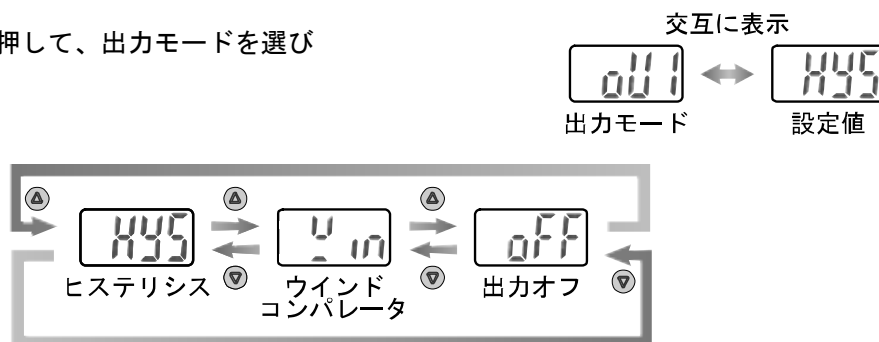 交互に表示
押して、出力モードを選び
oU1
HYS
出力モード
設定値
HYS
oFF
ヒステリシス
ウインド
コンパレータ
出力オフ